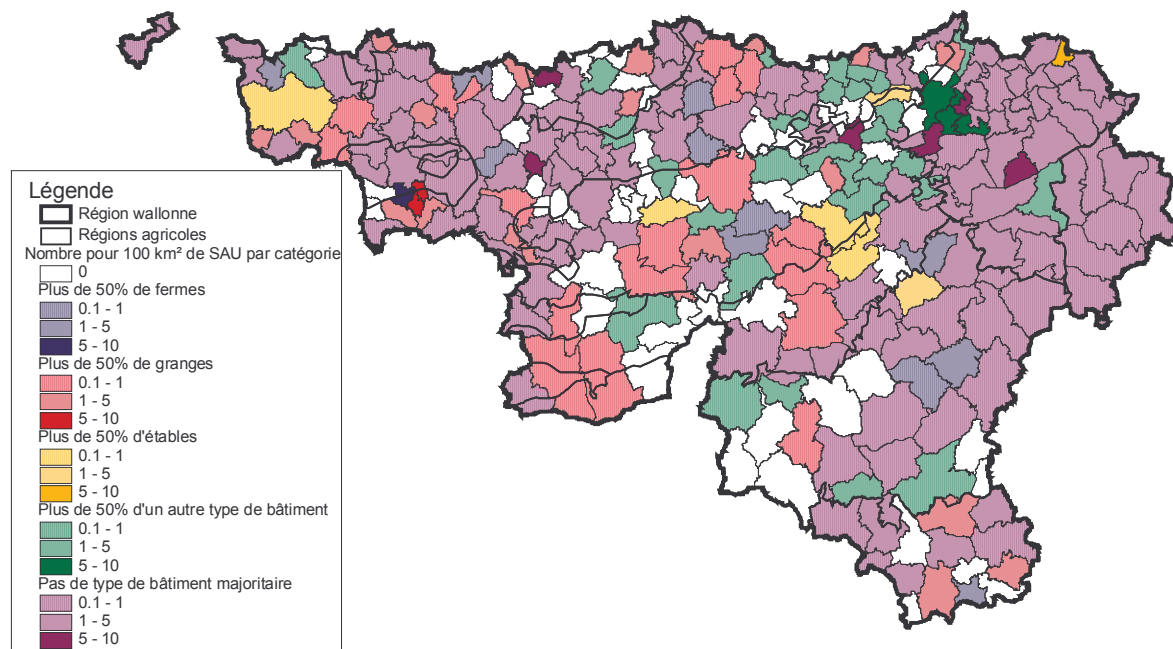 Légende
Région wallonne
Régions agricoles
Nombre pour 100 km² de SAU par catégorie
0
Plus de 50% de fermes
0.1 - 1
1 - 5
5 - 10
Plus de 50% de granges
0.1 - 1
1 - 5
5 - 10
Plus de 50% d'étables
0.1 - 1
1 - 5
5 - 10
Plus de 50% d'un autre type de bâtiment
0.1 - 1
1 - 5
5 - 10
Pas de type de bâtiment majoritaire
0.1 - 1
1 - 5
5 - 10